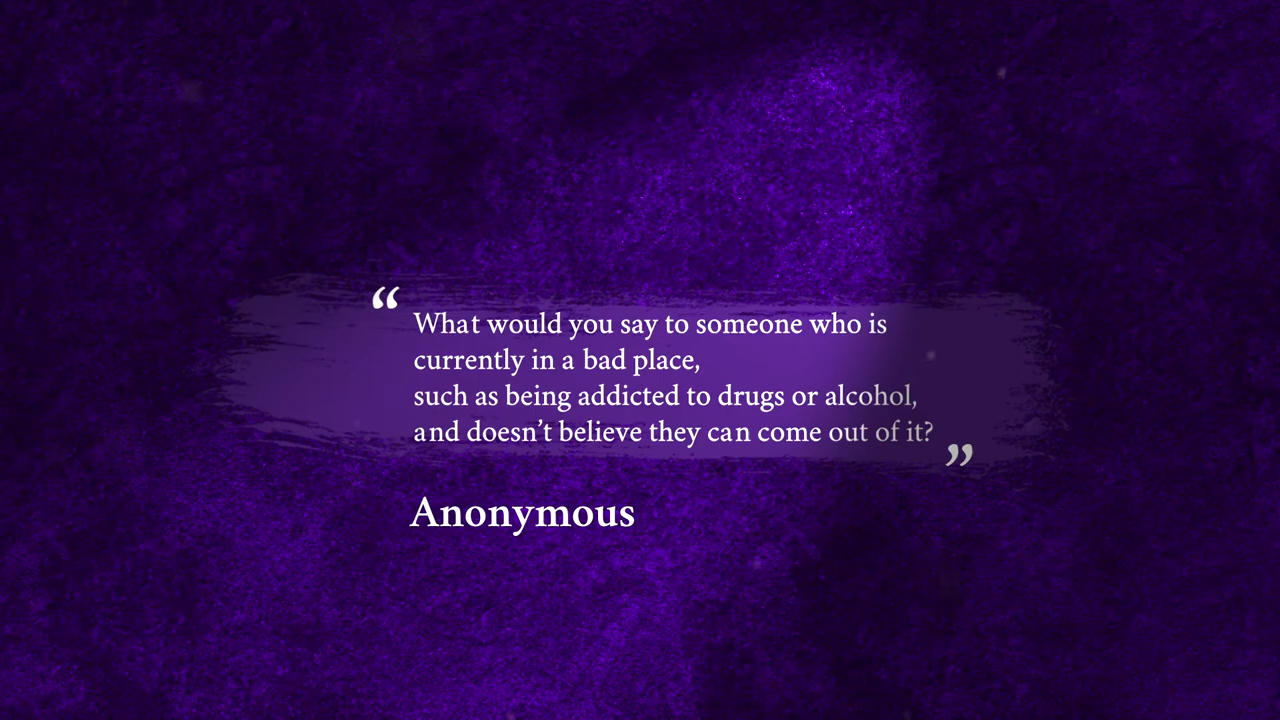 “What would you say to someone who is
currently in a bad place,
such as being addicted to drugs or alcohol,
and doesn’t believe they can come out of it?”
Anonymous